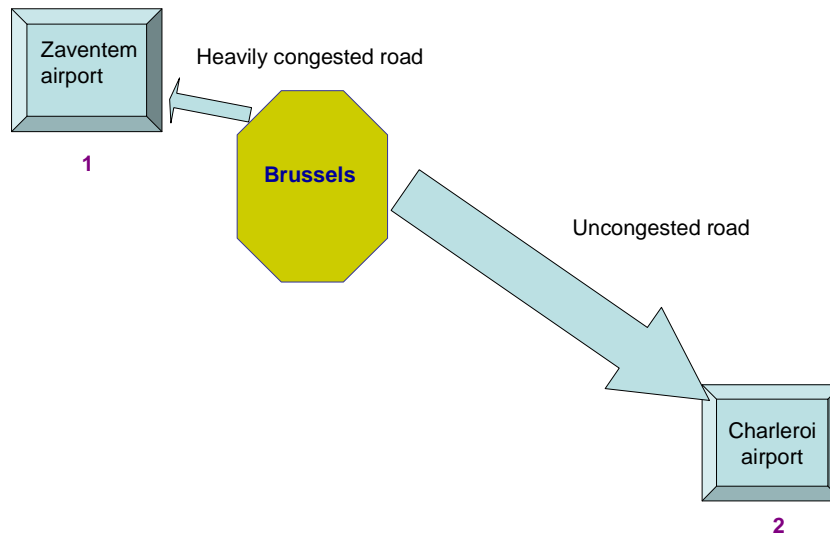 Zaventem
airport
Heavily congested road
1
Brussels
Uncongested road
Charleroi
airport
2